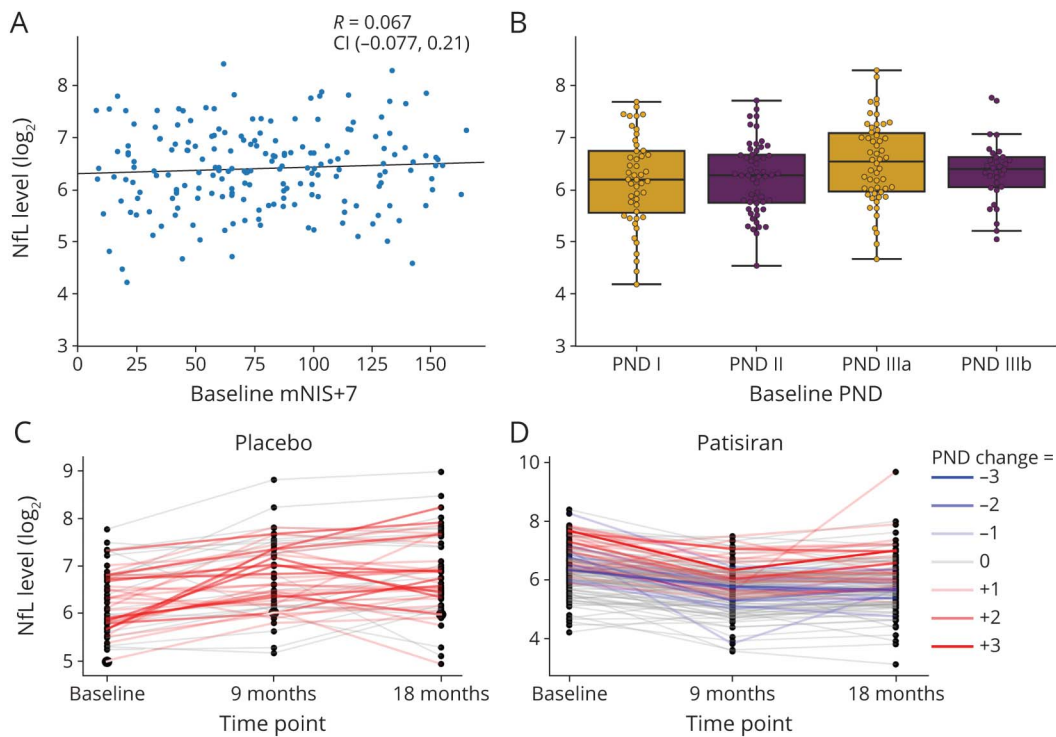 A
R = 0.067
CI (–0.077, 0.21)
NfL level (log2)
8
7
6
5
4
3
0 25 50 75 100 125 150
Baseline mNIS+7
B
8
7
6
5
4
3
PND I PND II PND IIIa PND IIIb
Baseline PND
C
Placebo
NfL level (log2)
9
8
7
6
5
Baseline 9 months 18 months
Time point
D
Patisiran
10
8
6
4
Baseline 9 months 18 months
Time point
PND change =
–3
–2
–1
0
+1
+2
+3